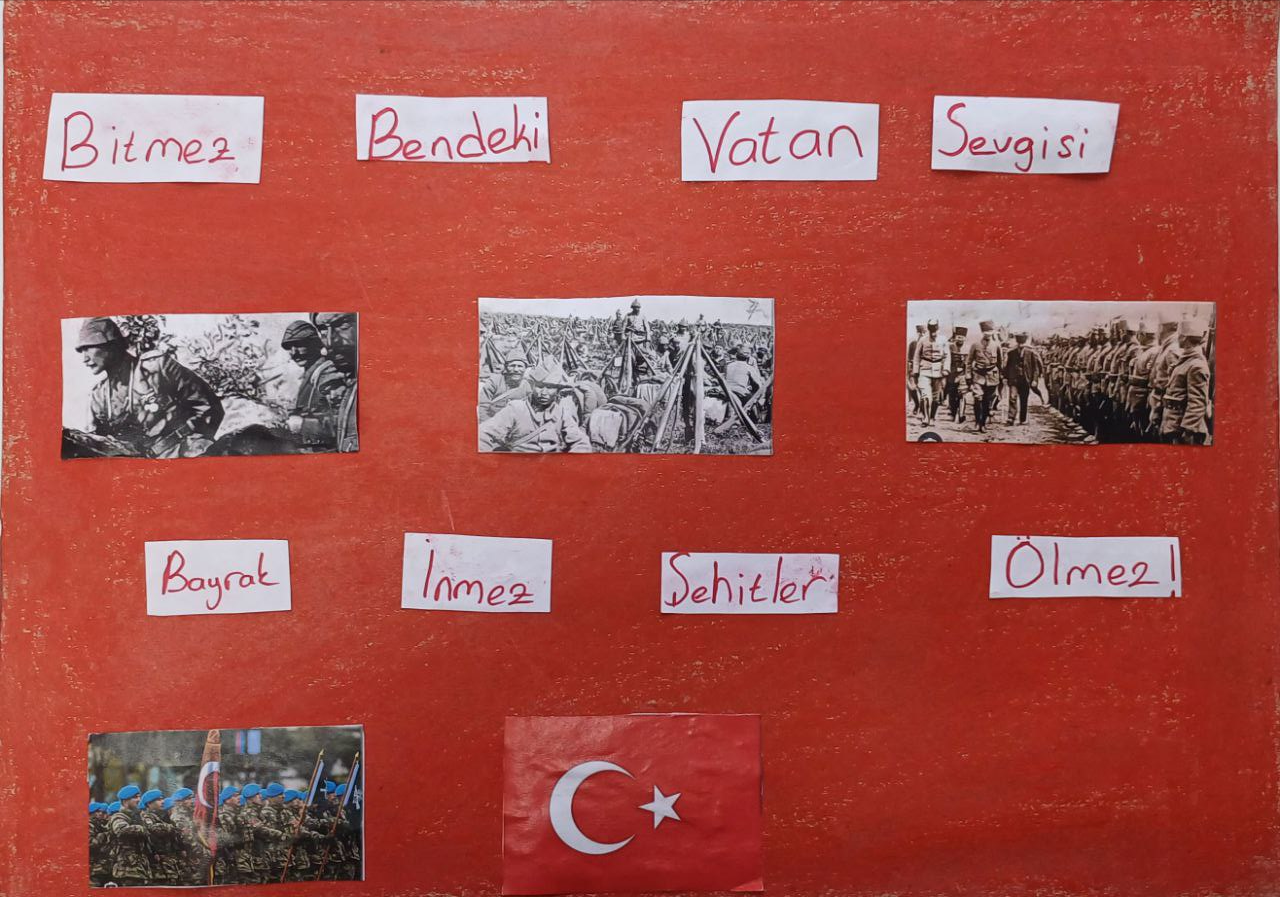 Bitmez Bendeki Vatan Sevgisi
Bayrak İnmez Şehitler Ölmez!